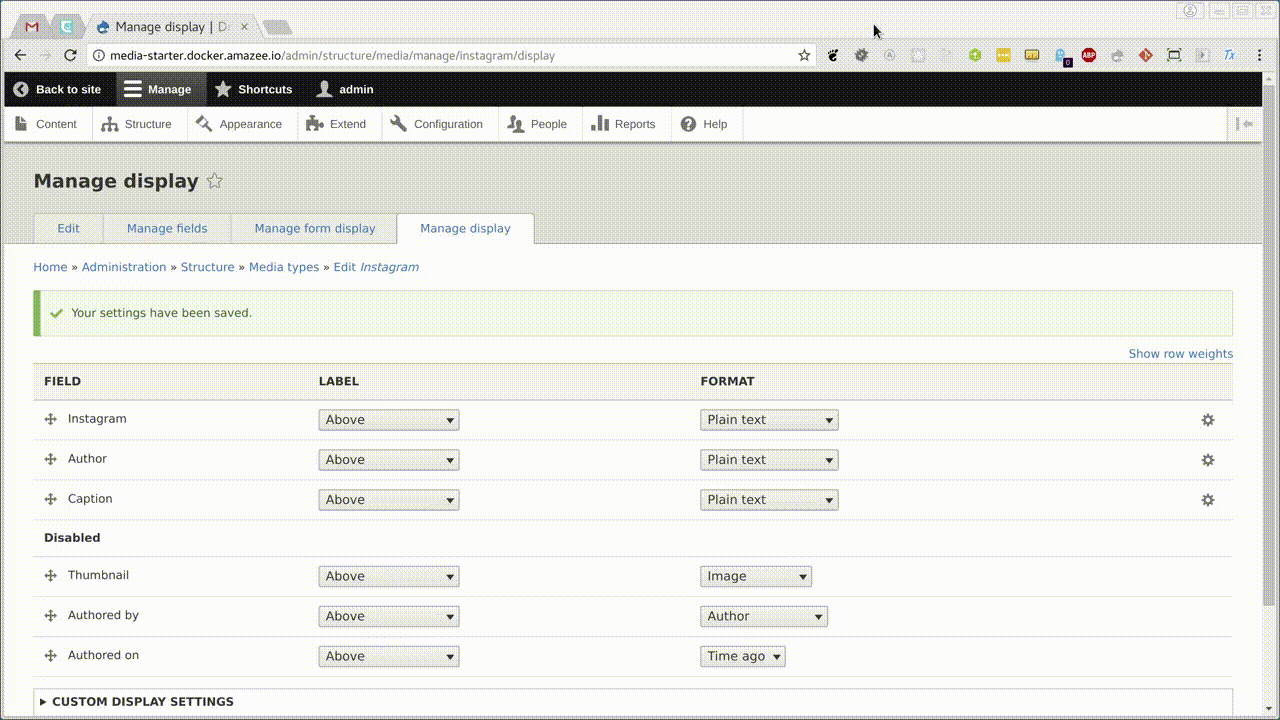 Manage display | D
media-starter.docker.amazee.io/admin/structure/media/manage/instagram/display
ABP
0
Tx
Back to site Manage Shortcuts admin
Content Structure Appearance Extend Configuration People Reports Help
Manage display
Edit Manage fields Manage form display Manage display
Home » Administration » Structure » Media types » Edit Instagram
Your settings have been saved.
Show row weights
FIELD LABEL FORMAT
Instagram Above Plain text
Author Above Plain text
Caption Above Plain text
Disabled
Thumbnail Above Image
Authored by Above Author
Authored on Above Time ago
CUSTOM DISPLAY SETTINGS